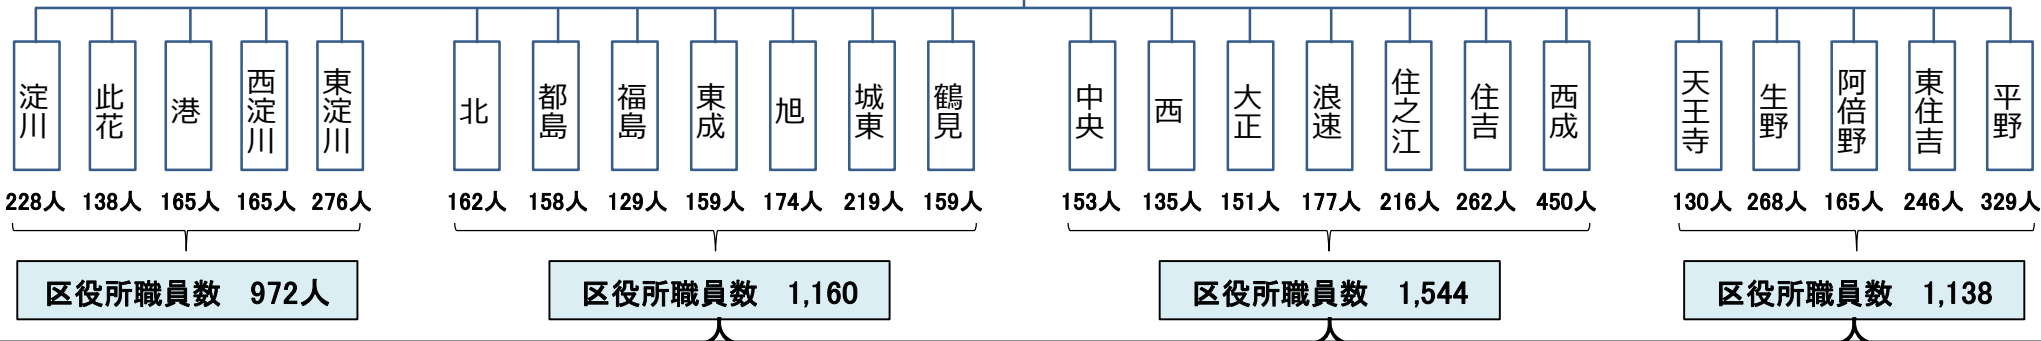 淀川
此花
港
西淀川
東淀川
北
都島
福島
東成
旭
城東
鶴見
中央
西
大正
浪速
住之江
住吉
西成
天王寺
生野
阿倍野
東住吉
平野
228人 138人 165人 165人 276人 162人 158人 129人 159人 174人 219人 159人 153人 135人 151人 177人 216人 262人 450人 130人 268人 165人 246人 329人
区役所職員数 972人
区役所職員数 1,160
区役所職員数 1,544
区役所職員数 1,138